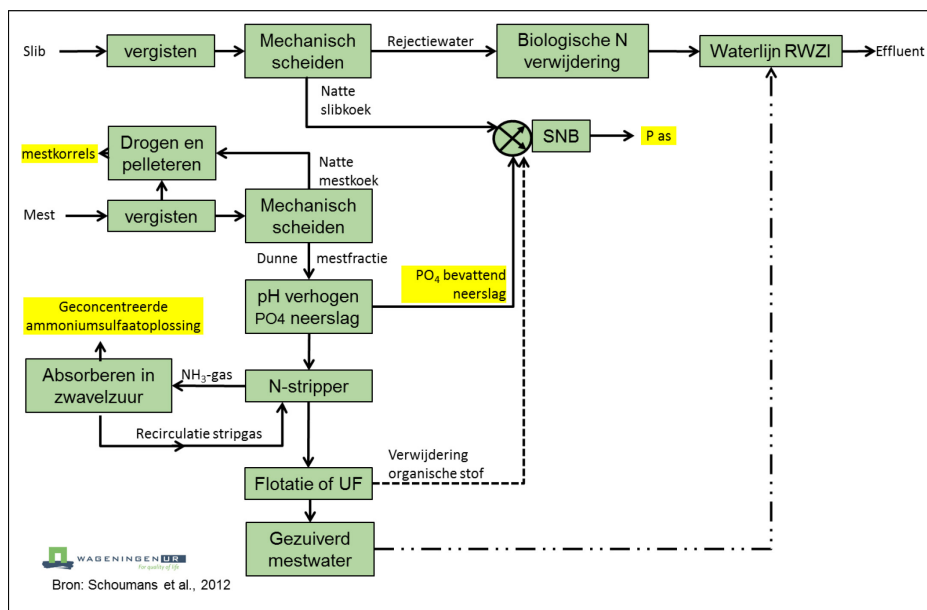 Slib
vergisten
Mechanisch
scheiden
Rejectiewater
Biologische N
verwijdering
Waterlijn RWZI
Effluent
Natte
slibkoek
SNB
P as
mestkorrels
Drogen en
pelleteren
Natte
mestkoek
Mest
vergisten
Mechanisch
scheiden
Dunne mestfractie
PO₄ bevattend
neerslag
pH verhogen
PO4 neerslag
Geconcentreerde
ammoniumsulfaatoplossing
Absorberen in
zwavelzuur
NH₃-gas
N-stripper
Recirculatie stripgas
Verwijdering
organische stof
Flotatie of UF
Gezuiverd
mestwater
WAGENINGEN UR
For quality of life
Bron: Schoumans et al., 2012